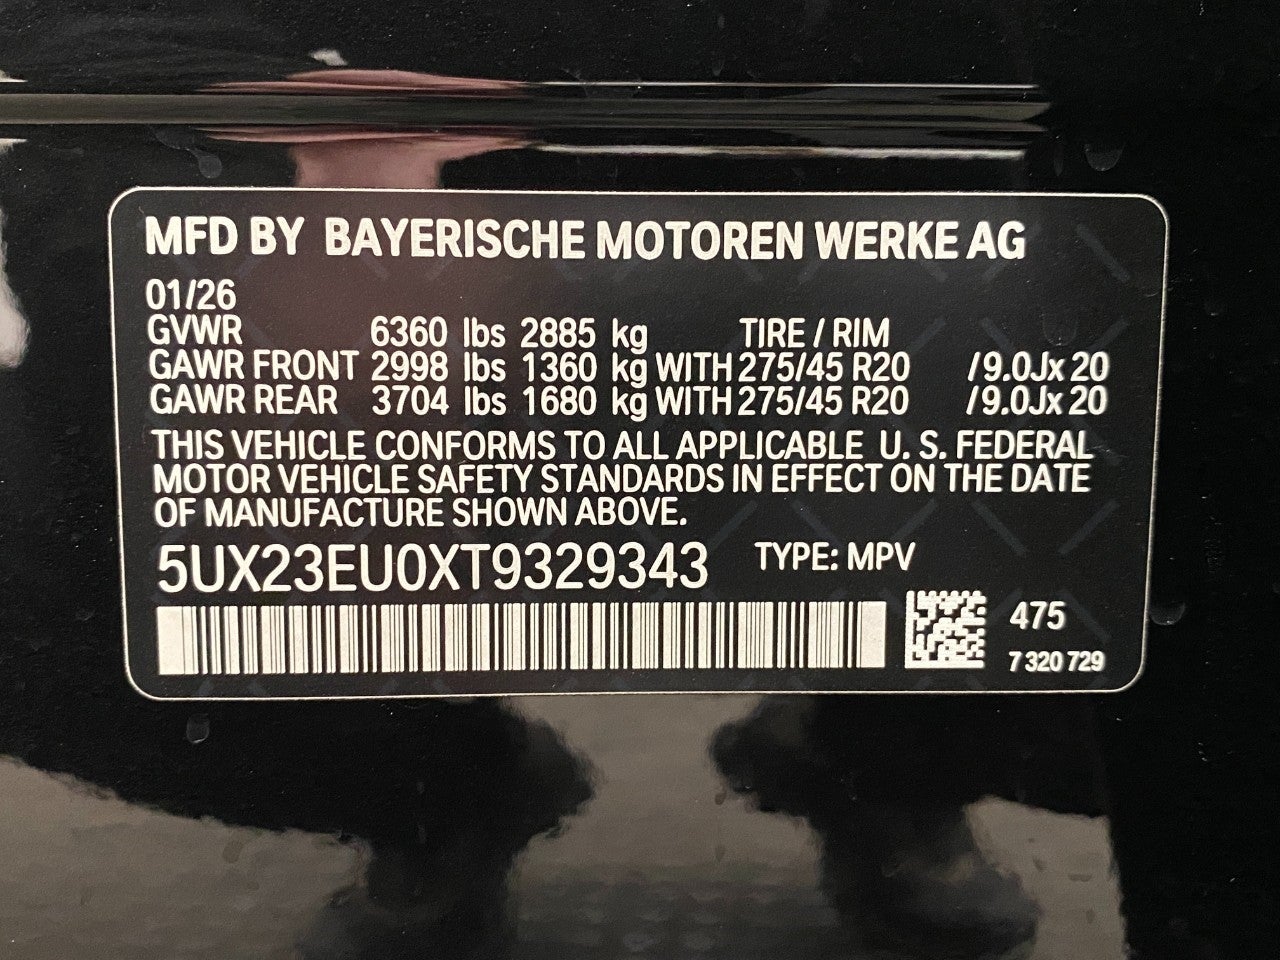 MFD BY BAYERISCHE MOTOREN WERKE AG
01/26
GVWR 6360 lbs 2885 kg TIRE / RIM
GAWR FRONT 2998 lbs 1360 kg WITH 275/45 R20 /9.0Jx 20
GAWR REAR 3704 lbs 1680 kg WITH 275/45 R20 /9.0Jx 20
THIS VEHICLE CONFORMS TO ALL APPLICABLE U. S. FEDERAL
MOTOR VEHICLE SAFETY STANDARDS IN EFFECT ON THE DATE
OF MANUFACTURE SHOWN ABOVE.
5UX23EU0XT9329343 TYPE: MPV
475
7 320 729